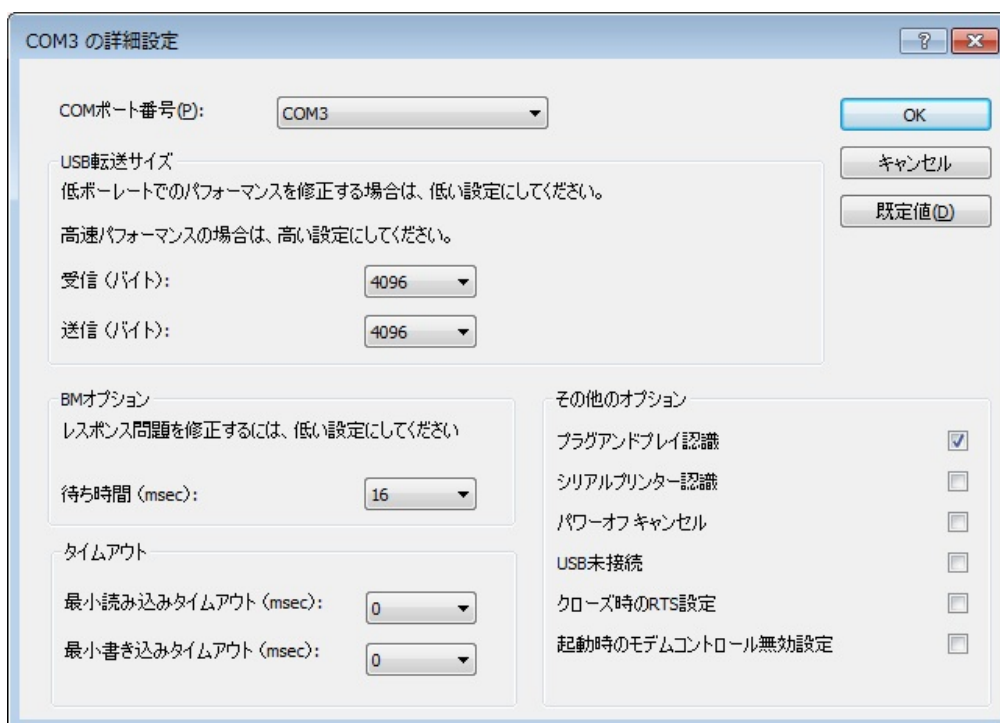 COM3 の詳細設定
COMポート番号(P): COM3
OK
キャンセル
既定値(D)
USB転送サイズ
低ボーレートでのパフォーマンスを修正する場合は、低い設定にしてください。
高速パフォーマンスの場合は、高い設定にしてください。
受信 (バイト): 4096
送信 (バイト): 4096
BMオプション
レスポンス問題を修正するには、低い設定にしてください
待ち時間 (msec): 16
タイムアウト
最小読み込みタイムアウト (msec): 0
最小書き込みタイムアウト (msec): 0
その他のオプション
プラグアンドプレイ認識
シリアルプリンター認識
パワーオフ キャンセル
USB未接続
クローズ時のRTS設定
起動時のモデムコントロール無効設定